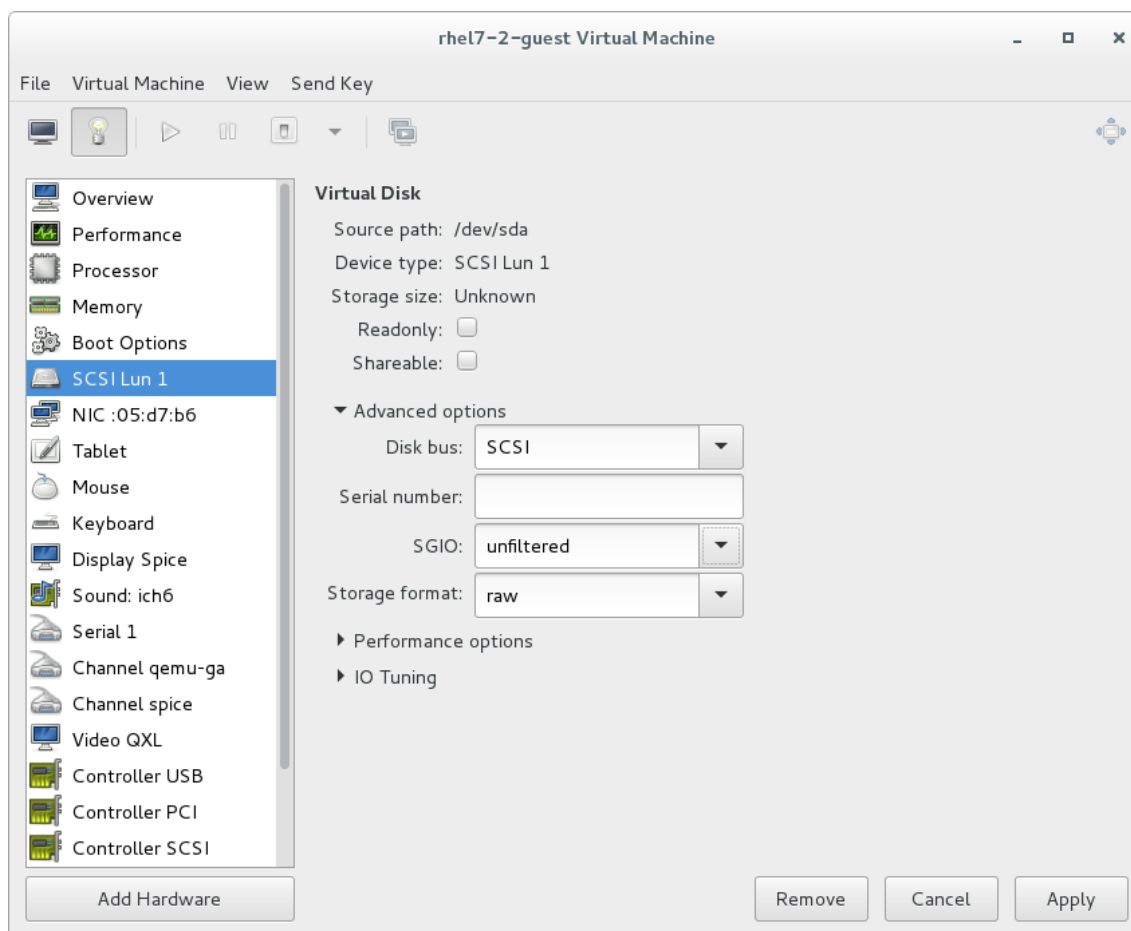 rhel7-2-guest Virtual Machine
File Virtual Machine View Send Key
Overview
Performance
Processor
Memory
Boot Options
SCSI Lun 1
NIC :05:d7:b6
Tablet
Mouse
Keyboard
Display Spice
Sound: ich6
Serial 1
Channel qemu-ga
Channel spice
Video QXL
Controller USB
Controller PCI
Controller SCSI
Add Hardware
Virtual Disk
Source path: /dev/sda
Device type: SCSI Lun 1
Storage size: Unknown
Readonly:
Shareable:
Advanced options
Disk bus: SCSI
Serial number:
SGIO: unfiltered
Storage format: raw
Performance options
IO Tuning
Remove Cancel Apply